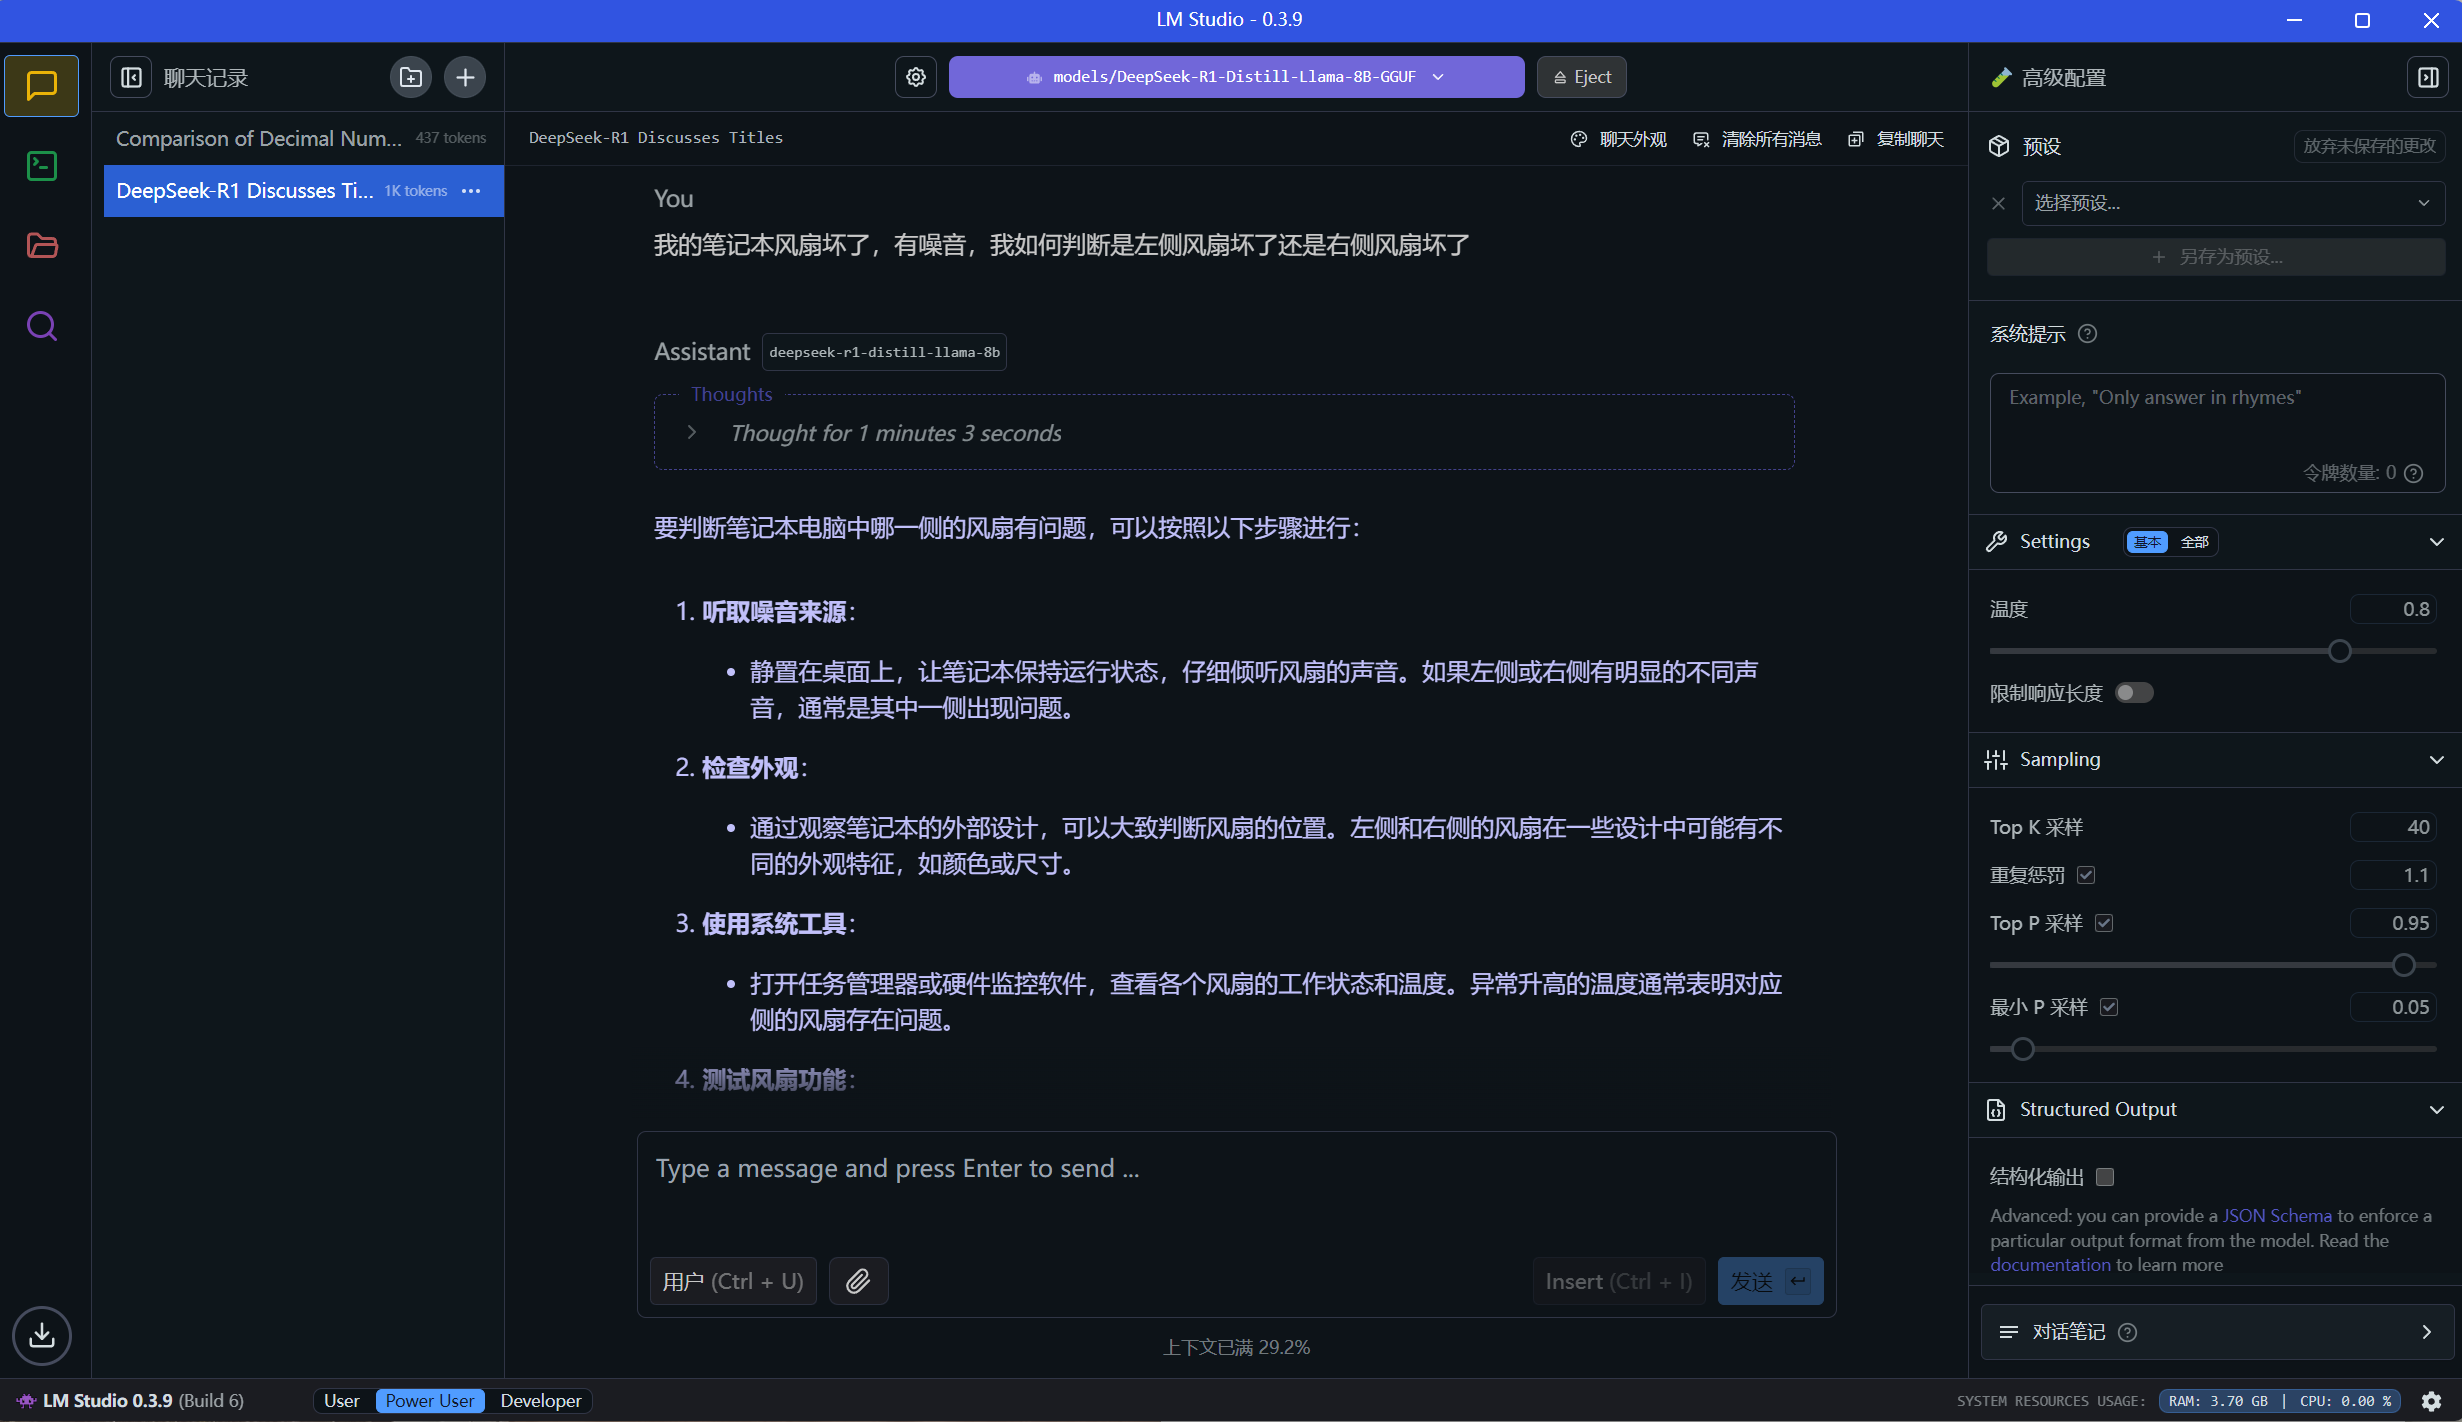 LM Studio - 0.3.9
聊天记录
models/DeepSeek-R1-Distill-Llama-8B-GGUF
Eject
高级配置
Comparison of Decimal Num... 437 tokens
DeepSeek-R1 Discusses Ti... 1K tokens
DeepSeek-R1 Discusses Titles
聊天外观
清除所有消息
复制聊天
You
我的笔记本风扇坏了，有噪音，我如何判断是左侧风扇坏了还是右侧风扇坏了
Assistant deepseek-r1-distill-llama-8b
Thoughts
Thought for 1 minutes 3 seconds
要判断笔记本电脑中哪一侧的风扇有问题，可以按照以下步骤进行：
1. 听取噪音来源：
• 静置在桌面上，让笔记本保持运行状态，仔细倾听风扇的声音。如果左侧或右侧有明显的不同声
音，通常是其中一侧出现问题。
2. 检查外观：
• 通过观察笔记本的外部设计，可以大致判断风扇的位置。左侧和右侧的风扇在一些设计中可能有不
同的外观特征，如颜色或尺寸。
3. 使用系统工具：
• 打开任务管理器或硬件监控软件，查看各个风扇的工作状态和温度。异常升高的温度通常表明对应
侧的风扇存在问题。
4. 测试风扇功能：
Type a message and press Enter to send ...
用户 (Ctrl + U)
Insert (Ctrl + I)
发送
上下文已满 29.2%
预设
放弃未保存的更改
选择预设...
+ 另存为预设...
系统提示
Example, "Only answer in rhymes"
令牌数量: 0
Settings 基本 全部
温度 0.8
限制响应长度
Sampling
Top K 采样 40
重复惩罚 1.1
Top P 采样 0.95
最小 P 采样 0.05
Structured Output
结构化输出
Advanced: you can provide a JSON Schema to enforce a
particular output format from the model. Read the
documentation to learn more
对话笔记
LM Studio 0.3.9 (Build 6)
User Power User Developer
SYSTEM RESOURCES USAGE: RAM: 3.70 GB | CPU: 0.00 %